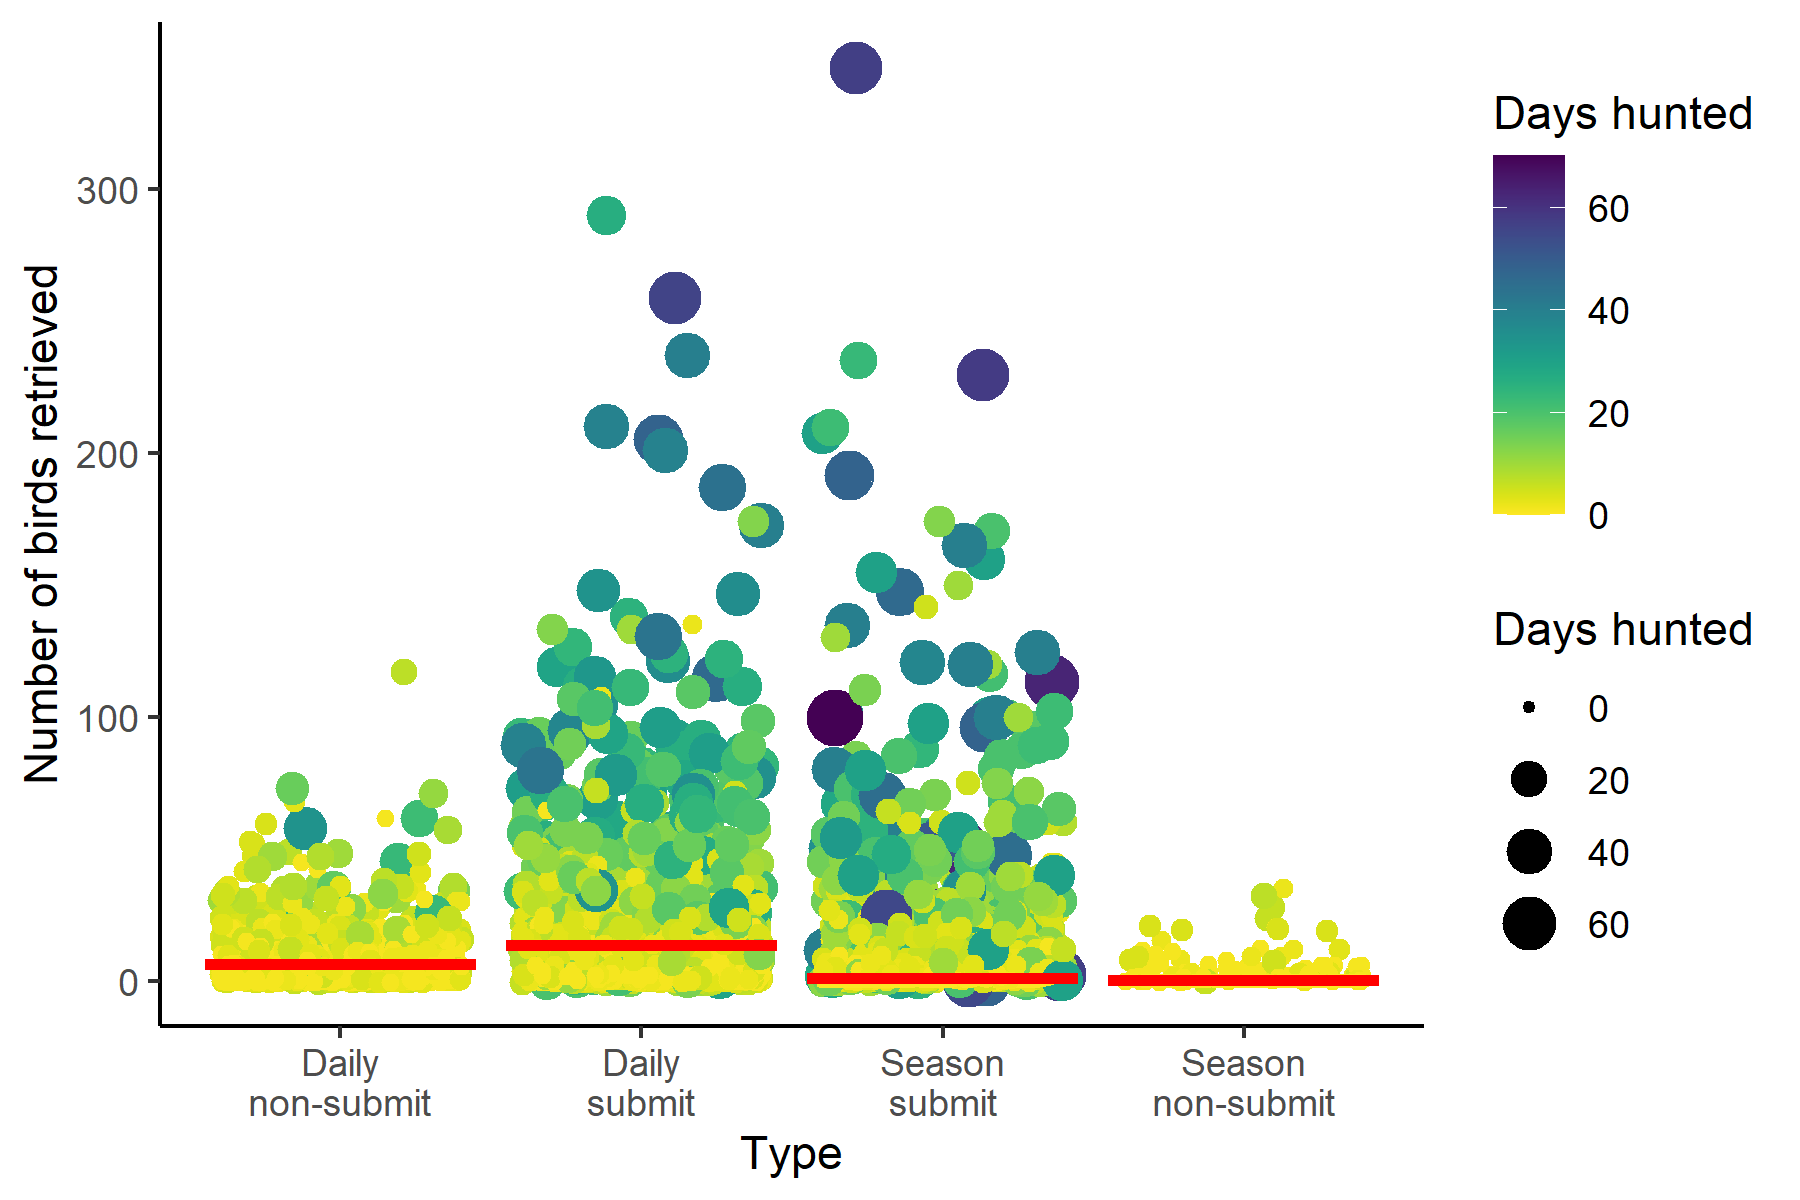 Number of birds retrieved
300
200
100
0
Daily
non-submit
Daily
submit
Season
submit
Season
non-submit
Type
Days hunted
60
40
20
0
Days hunted
0
20
40
60